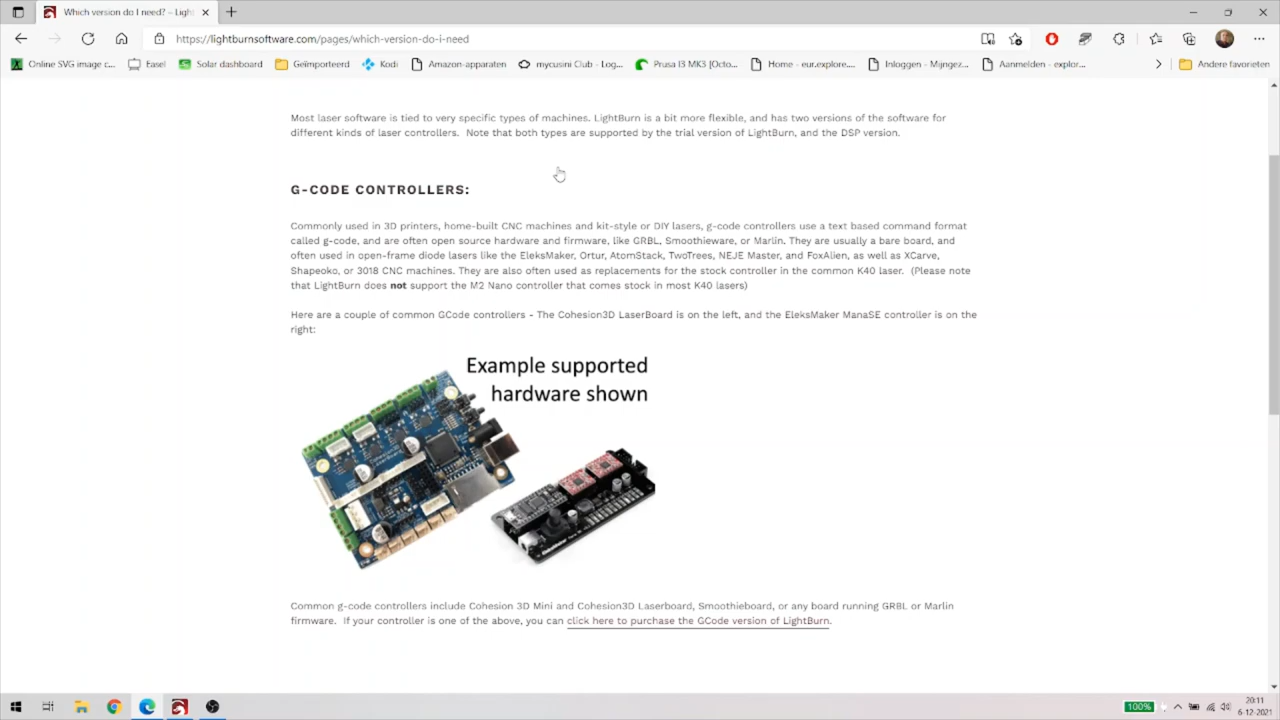 Which version do I need? – Ligh
https://lightburnsoftware.com/pages/which-version-do-i-need
Online SVG image c...
Easel
Solar dashboard
Geïmporteerd
Kodi
Amazon-apparaten
mycusini Club - Log...
Prusa I3 MK3 [Octo...
Home - eur.explore....
Inloggen - Mijngez...
Aanmelden - explor...
Andere favorieten
Most laser software is tied to very specific types of machines. LightBurn is a bit more flexible, and has two versions of the software for
different kinds of laser controllers. Note that both types are supported by the trial version of LightBurn, and the DSP version.
G-CODE CONTROLLERS:
Commonly used in 3D printers, home-built CNC machines and kit-style or DIY lasers, g-code controllers use a text based command format
called g-code, and are often open source hardware and firmware, like GRBL, Smoothieware, or Marlin. They are usually a bare board, and
often used in open-frame diode lasers like the EleksMaker, Ortur, AtomStack, TwoTrees, NEJE Master, and FoxAlien, as well as XCarve,
Shapeoko, or 3018 CNC machines. They are also often used as replacements for the stock controller in the common K40 laser. (Please note
that LightBurn does not support the M2 Nano controller that comes stock in most K40 lasers)
Here are a couple of common GCode controllers - The Cohesion3D LaserBoard is on the left, and the EleksMaker ManaSE controller is on the
right:
Example supported
hardware shown
Common g-code controllers include Cohesion 3D Mini and Cohesion3D Laserboard, Smoothieboard, or any board running GRBL or Marlin
firmware. If your controller is one of the above, you can click here to purchase the GCode version of LightBurn.
100%
20:11
6-12-2021